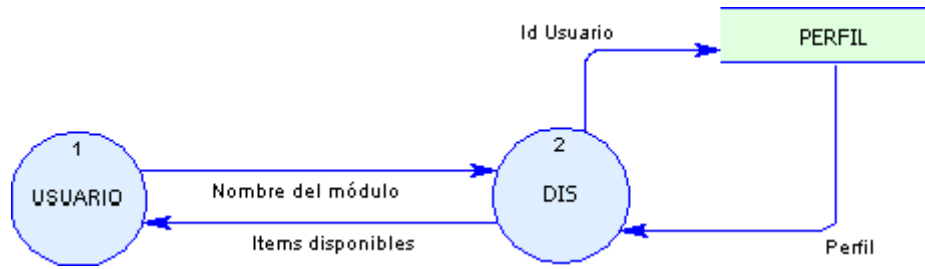 Id Usuario
PERFIL
1
USUARIO
Nombre del módulo
Items disponibles
2
DIS
Perfil